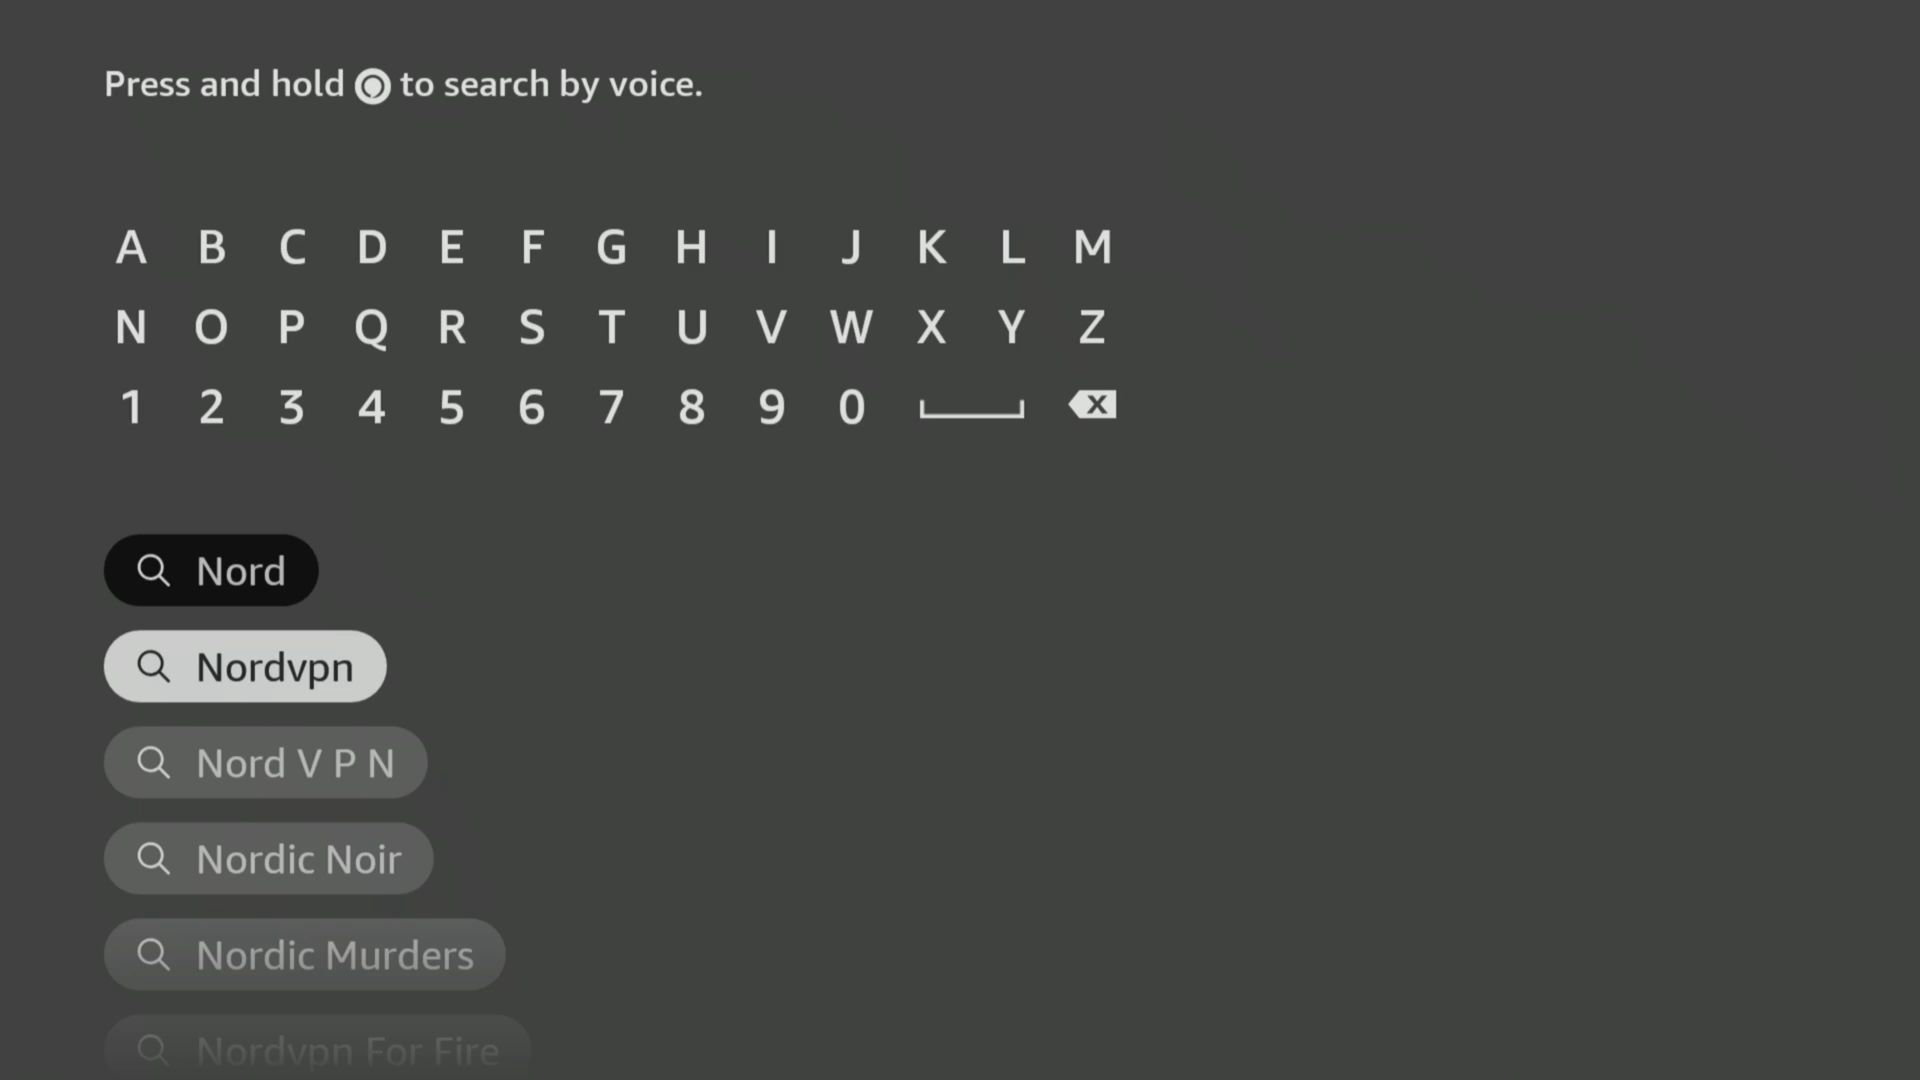 Press and hold to search by voice.
A B C D E F G H I J K L M
N O P Q R S T U V W X Y Z
1 2 3 4 5 6 7 8 9 0
Nord
Nordvpn
Nord V P N
Nordic Noir
Nordic Murders
Nordvpn For Fire